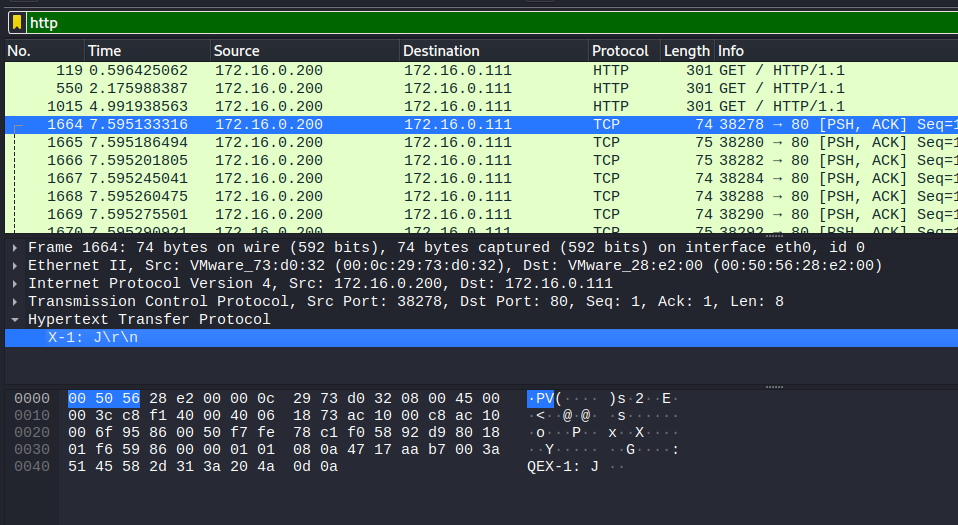 http
No. Time Source Destination Protocol Length Info
119 0.596425062 172.16.0.200 172.16.0.111 HTTP 301 GET / HTTP/1.1
550 2.175988387 172.16.0.200 172.16.0.111 HTTP 301 GET / HTTP/1.1
1015 4.991938563 172.16.0.200 172.16.0.111 HTTP 301 GET / HTTP/1.1
1664 7.595133316 172.16.0.200 172.16.0.111 TCP 74 38278 → 80 [PSH, ACK] Seq=1
1665 7.595186494 172.16.0.200 172.16.0.111 TCP 75 38280 → 80 [PSH, ACK] Seq=1
1666 7.595201805 172.16.0.200 172.16.0.111 TCP 75 38282 → 80 [PSH, ACK] Seq=1
1667 7.595245041 172.16.0.200 172.16.0.111 TCP 74 38284 → 80 [PSH, ACK] Seq=1
1668 7.595260475 172.16.0.200 172.16.0.111 TCP 74 38288 → 80 [PSH, ACK] Seq=1
1669 7.595275501 172.16.0.200 172.16.0.111 TCP 74 38290 → 80 [PSH, ACK] Seq=1
1670 7.595290921 172.16.0.200 172.16.0.111 TCP 75 38292 → 80 [PSH, ACK] Seq=1
Frame 1664: 74 bytes on wire (592 bits), 74 bytes captured (592 bits) on interface eth0, id 0
Ethernet II, Src: VMware_73:d0:32 (00:0c:29:73:d0:32), Dst: VMware_28:e2:00 (00:50:56:28:e2:00)
Internet Protocol Version 4, Src: 172.16.0.200, Dst: 172.16.0.111
Transmission Control Protocol, Src Port: 38278, Dst Port: 80, Seq: 1, Ack: 1, Len: 8
Hypertext Transfer Protocol
X-1: J\r\n
0000 00 50 56 28 e2 00 00 0c 29 73 d0 32 08 00 45 00 ·PV(···· )s·2··E·
0010 00 3c c8 f1 40 00 40 06 18 73 ac 10 00 c8 ac 10 ·<··@·@· ·s······
0020 00 6f 95 86 00 50 f7 fe 78 c1 f0 58 92 d9 80 18 ·o···P·· x··X····
0030 01 f6 59 86 00 00 01 01 08 0a 47 17 aa b7 00 3a ··Y····· ··G····:
0040 51 45 58 2d 31 3a 20 4a 0d 0a QEX-1: J ··